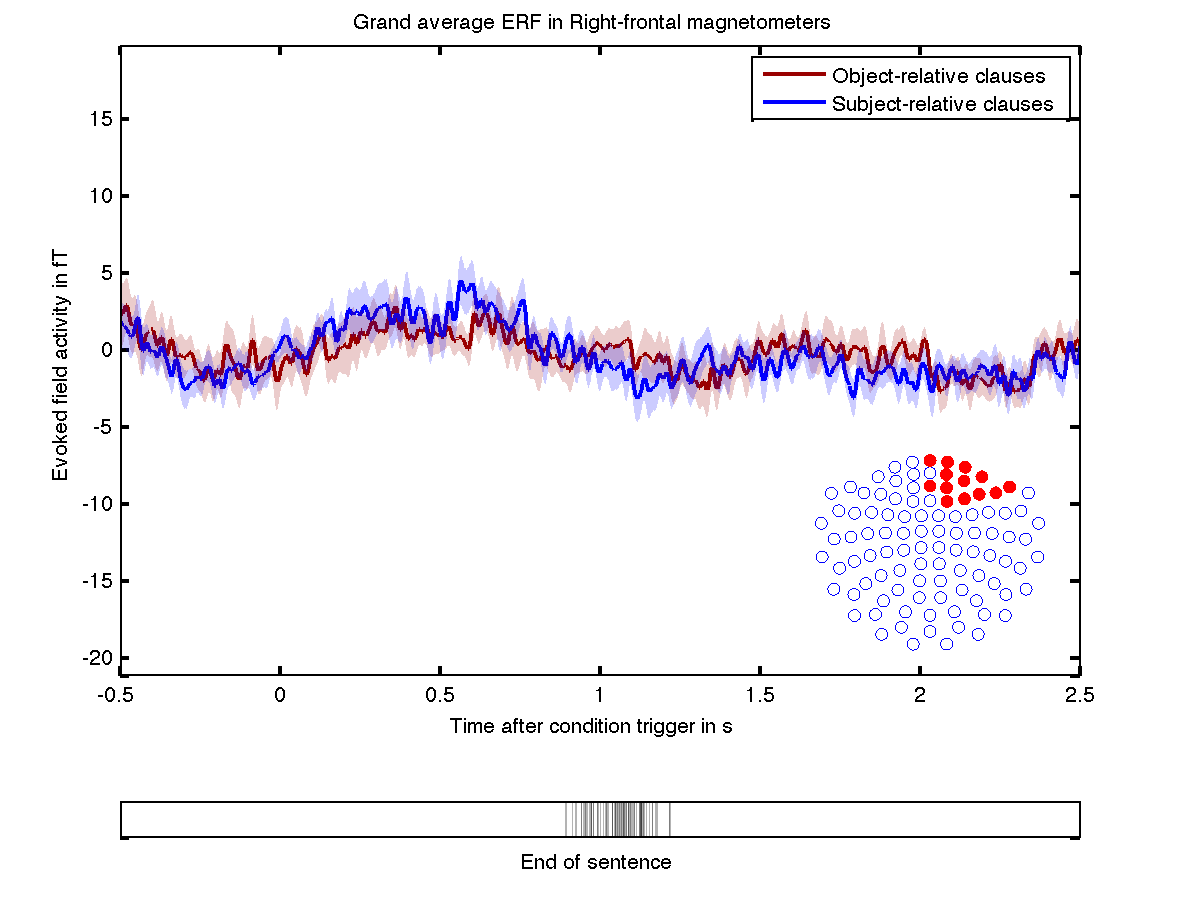 Grand average ERF in Right-frontal magnetometers
Object-relative clauses
Subject-relative clauses
Evoked field activity in fT
15
10
5
0
-5
-10
-15
-20
-0.5
0
0.5
1
1.5
2
2.5
Time after condition trigger in s
End of sentence